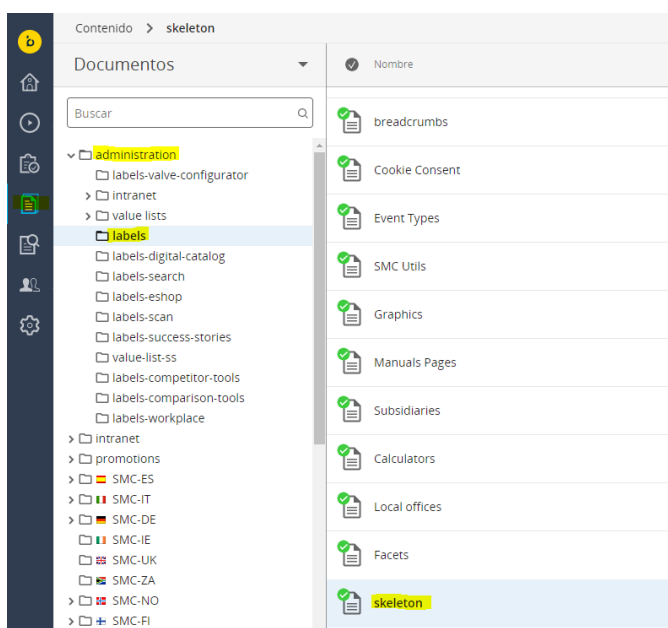 Contenido > skeleton
Documentos
Buscar
administration
labels-valve-configurator
intranet
value lists
labels
labels-digital-catalog
labels-search
labels-eshop
labels-scan
labels-success-stories
value-list-ss
labels-competitor-tools
labels-comparison-tools
labels-workplace
intranet
promotions
SMC-ES
SMC-IT
SMC-DE
SMC-IE
SMC-UK
SMC-ZA
SMC-NO
SMC-FI
Nombre
breadcrumbs
Cookie Consent
Event Types
SMC Utils
Graphics
Manuals Pages
Subsidiaries
Calculators
Local offices
Facets
skeleton